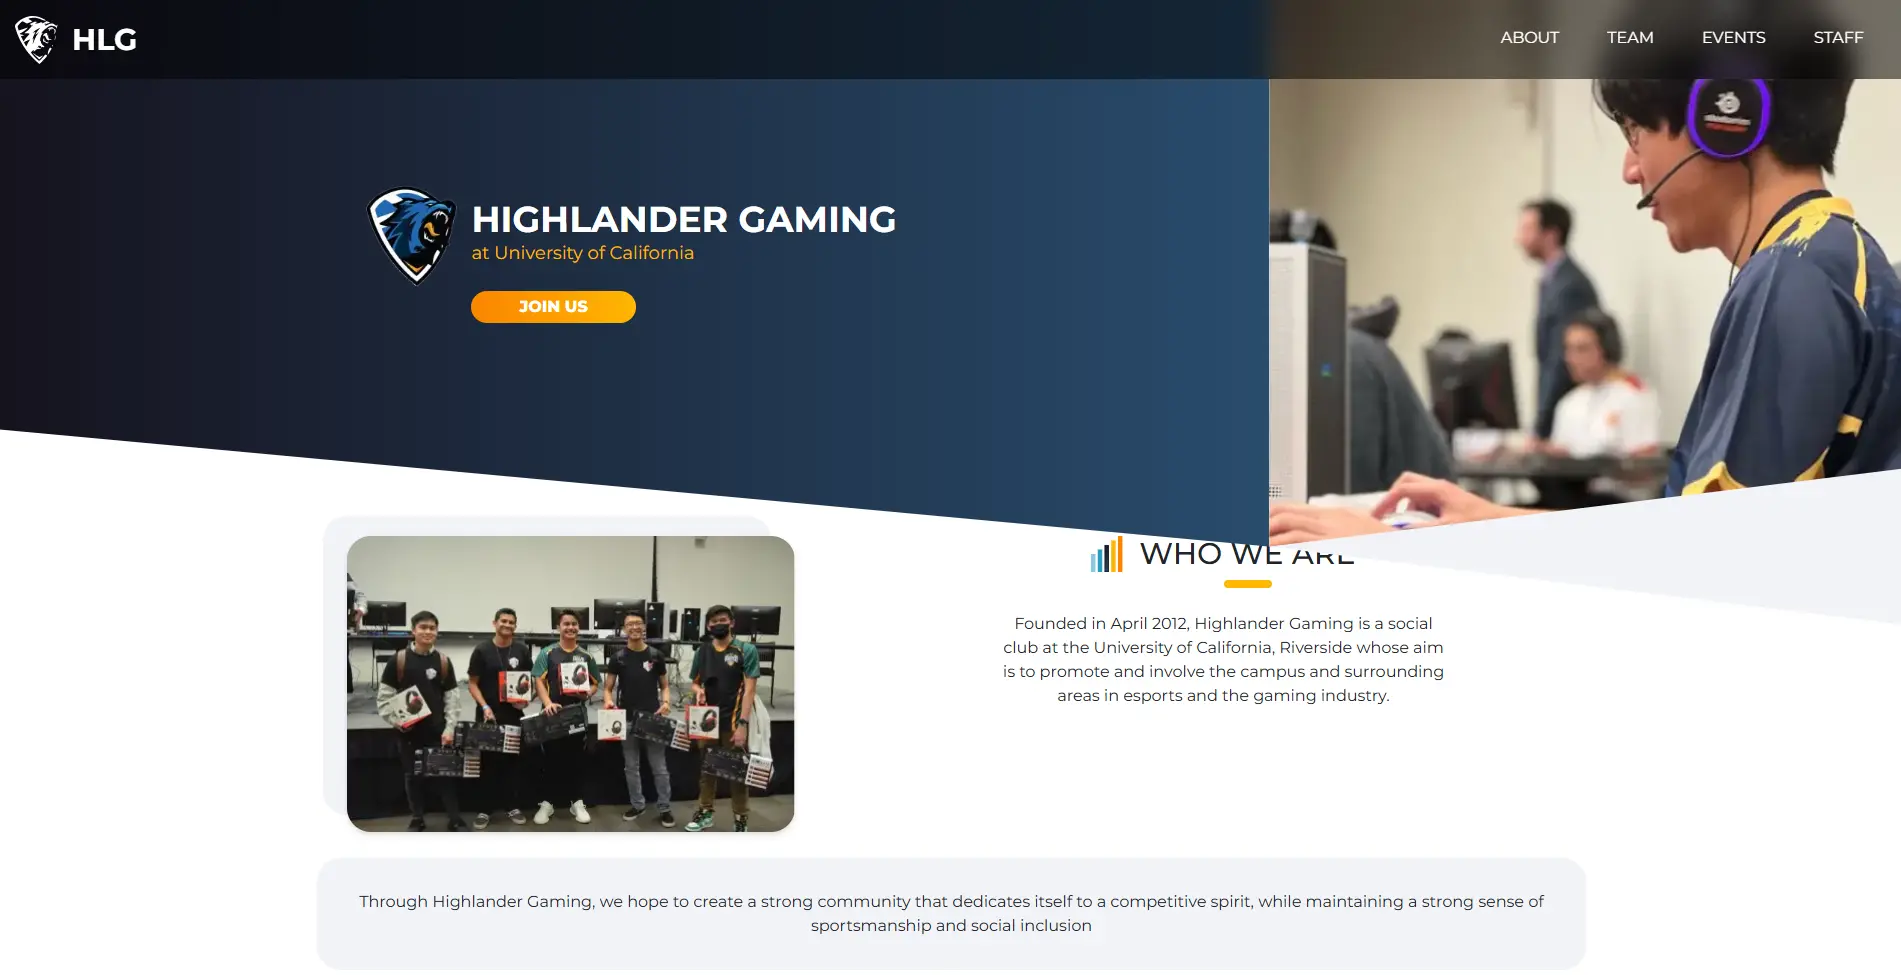 HLG
ABOUT
TEAM
EVENTS
STAFF
HIGHLANDER GAMING
at University of California
JOIN US
WHO WE ARE
Founded in April 2012, Highlander Gaming is a social
club at the University of California, Riverside whose aim
is to promote and involve the campus and surrounding
areas in esports and the gaming industry.
Through Highlander Gaming, we hope to create a strong community that dedicates itself to a competitive spirit, while maintaining a strong sense of
sportsmanship and social inclusion